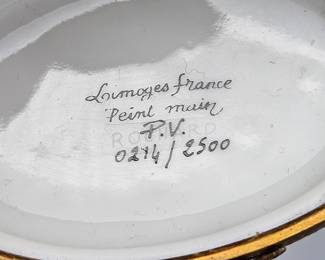 Limoges france
Peint main
P.V.
0214/2500